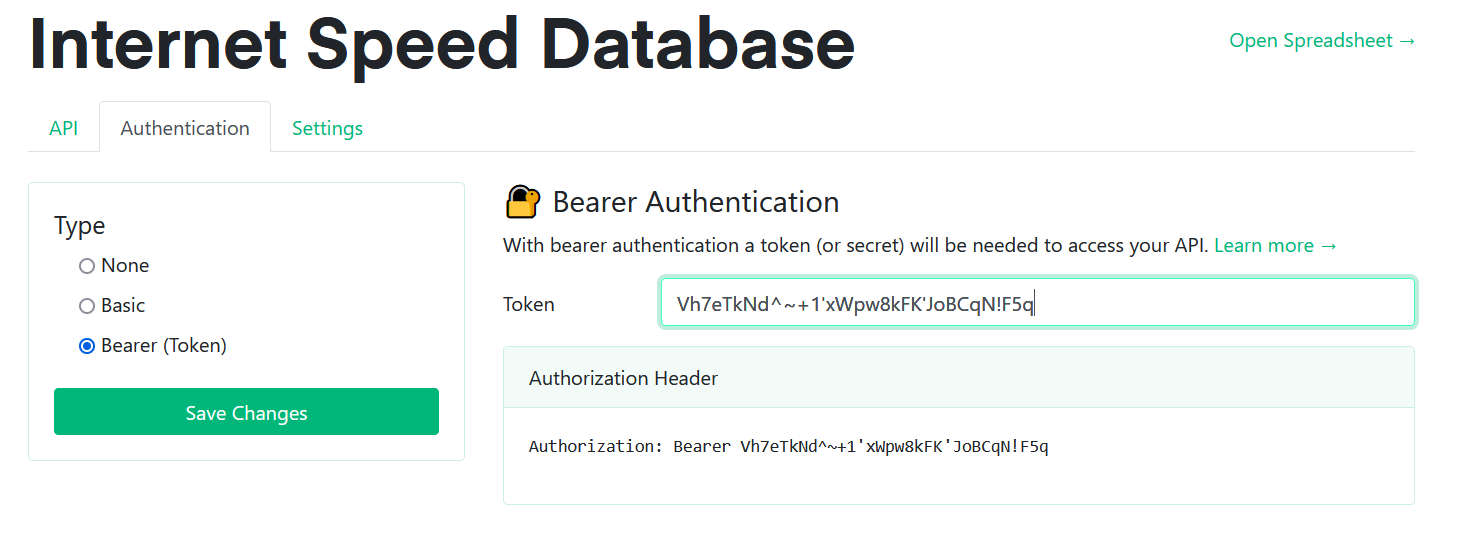 Internet Speed Database
Open Spreadsheet →
API
Authentication
Settings
Type
None
Basic
Bearer (Token)
Save Changes
Bearer Authentication
With bearer authentication a token (or secret) will be needed to access your API. Learn more →
Token
Vh7eTkNd^~+1'xWpw8kFK'JoBCqN!F5q
Authorization Header
Authorization: Bearer Vh7eTkNd^~+1'xWpw8kFK'JoBCqN!F5q